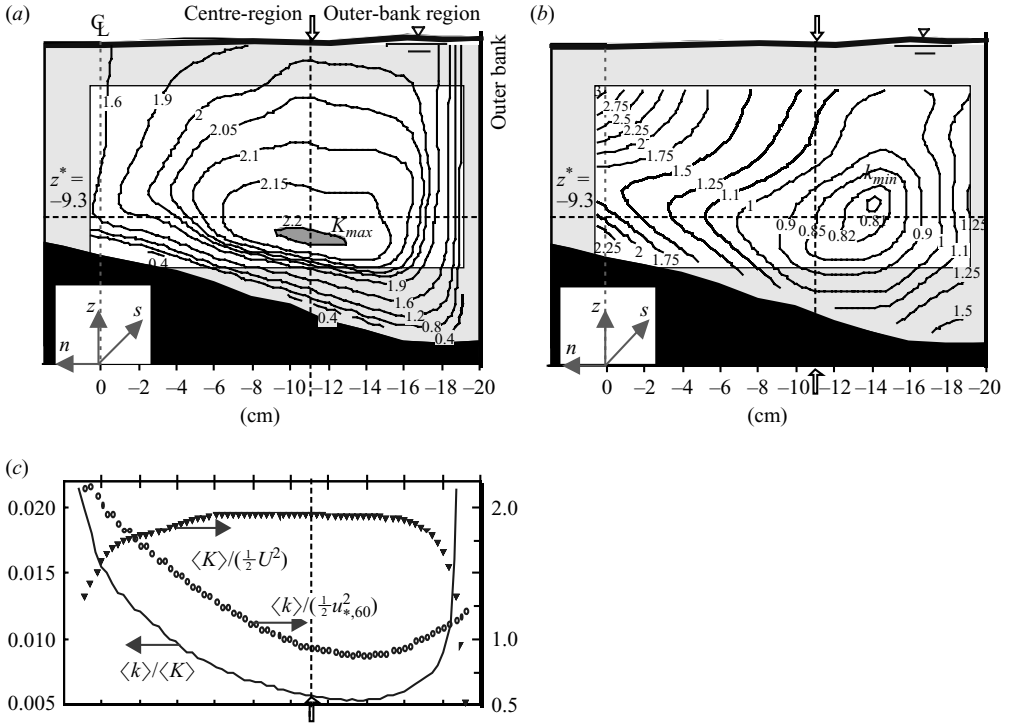 (a)
℄
Centre-region
Outer-bank region
Outer bank
1.6
1.9
2
2.05
2.1
2.15
2.2
K_max
z* = −9.3
0.4
1.9
1.6
1.2
0.8
0.4
0.4
z
s
n
0 −2 −4 −6 −8 −10 −12 −14 −16 −18 −20
(cm)
(b)
3
2.75
2.5
2.25
2
1.75
1.5
1.25
1.1
1
k_min
z* = −9.3
0.9
0.85
0.82
0.9
1
1.1
1.25
1.25
1.5
2.25
2
1.75
z
s
n
0 −2 −4 −6 −8 −10 −12 −14 −16 −18 −20
(cm)
(c)
0.020
0.015
0.010
0.005
2.0
1.0
0.5
⟨K⟩/(½U²)
⟨k⟩/(½u²_{*,60})
⟨k⟩/⟨K⟩